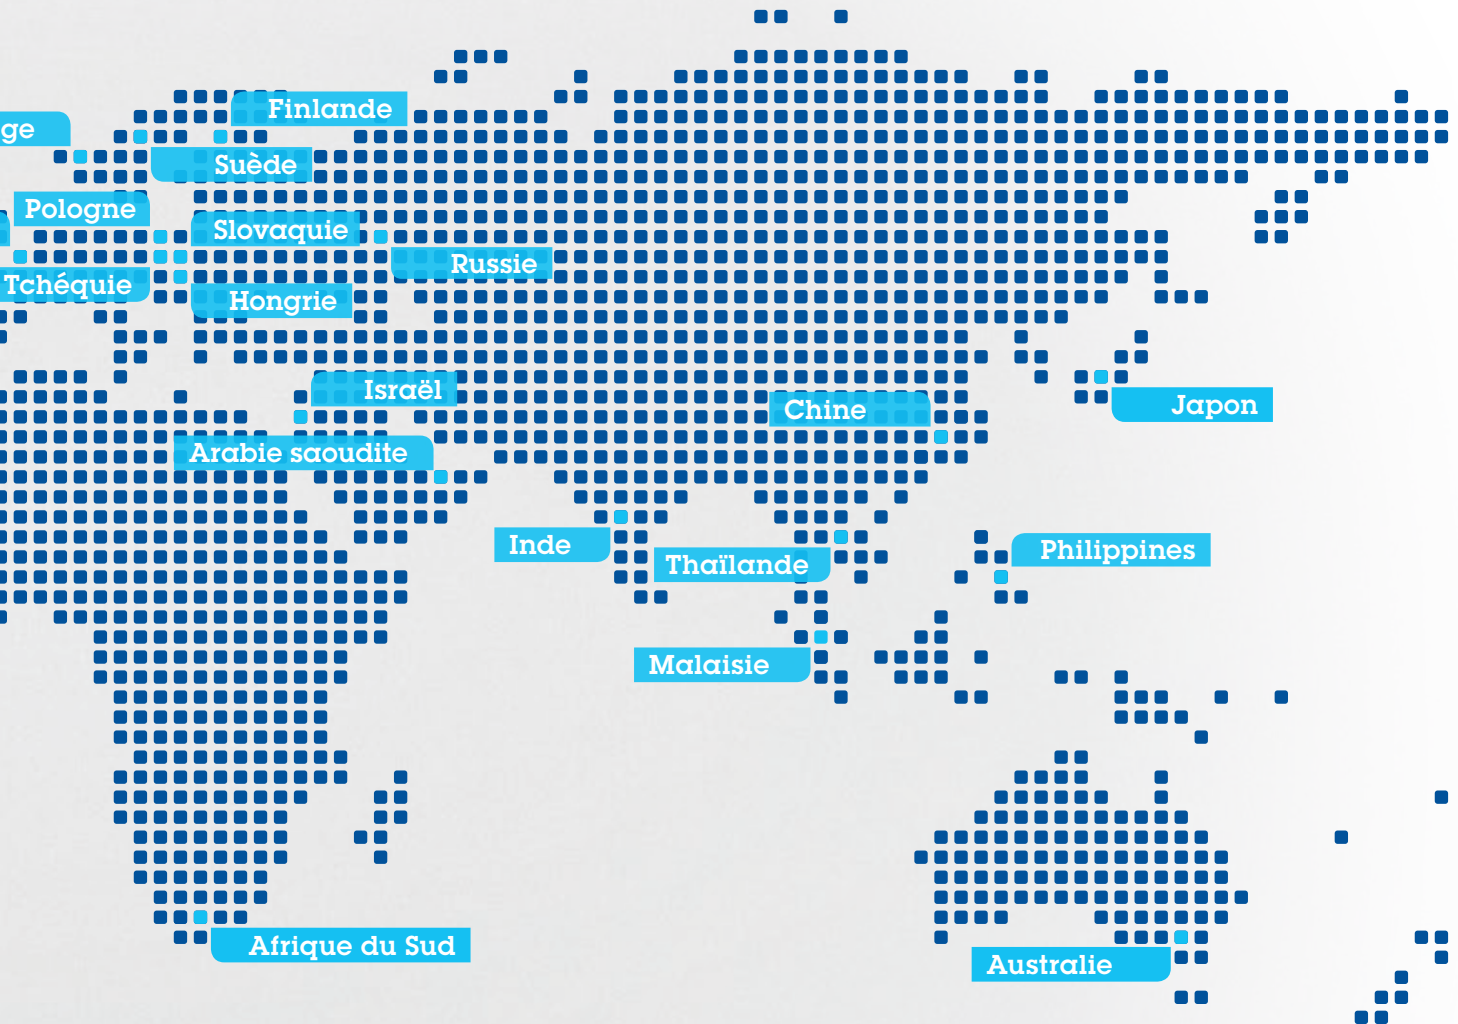 Finlande
ge
Suède
Pologne
Slovaquie
Russie
Tchéquie
Hongrie
Israël
Chine
Japon
Arabie saoudite
Inde
Thaïlande
Philippines
Malaisie
Afrique du Sud
Australie